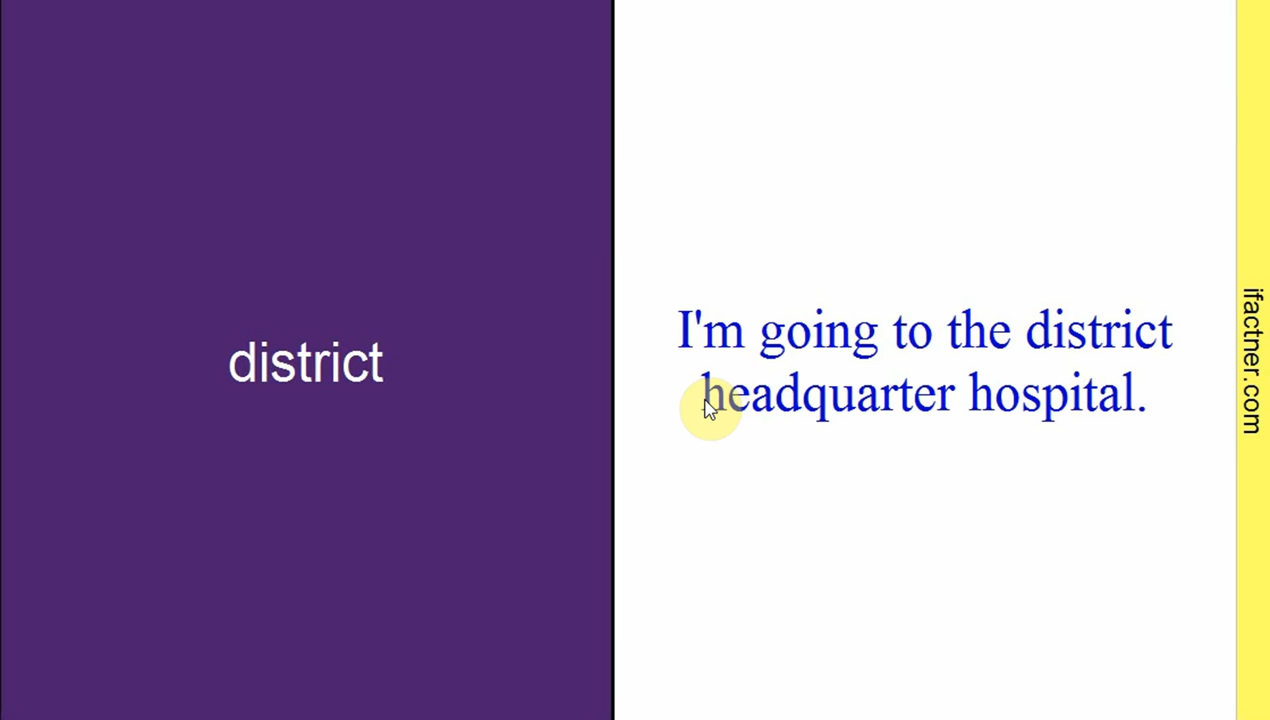 district
I'm going to the district
headquarter hospital.
ifactner.com